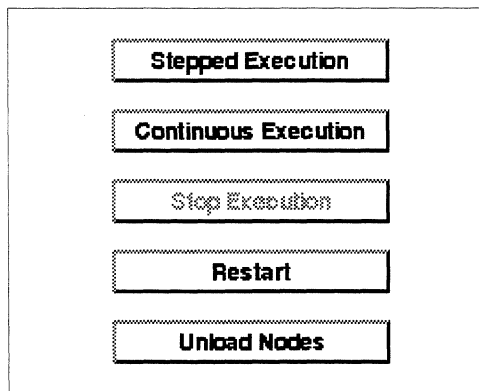 Stepped Execution
Continuous Execution
Stop Execution
Restart
Unload Nodes